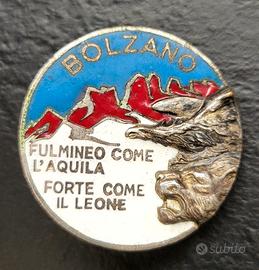 BOLZANO
FULMINEO COME
L'AQUILA
FORTE COME
IL LEONE
subito